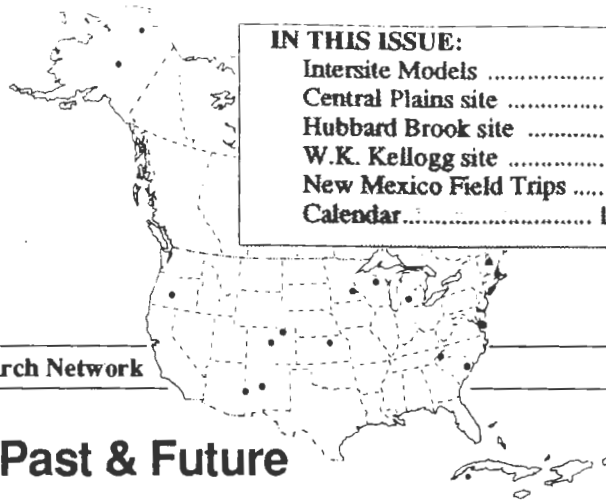 IN THIS ISSUE:
Intersite Models ..................
Central Plains site ................
Hubbard Brook site .............
W.K. Kellogg site ................
New Mexico Field Trips .....
Calendar..............................
rch Network
Past & Future